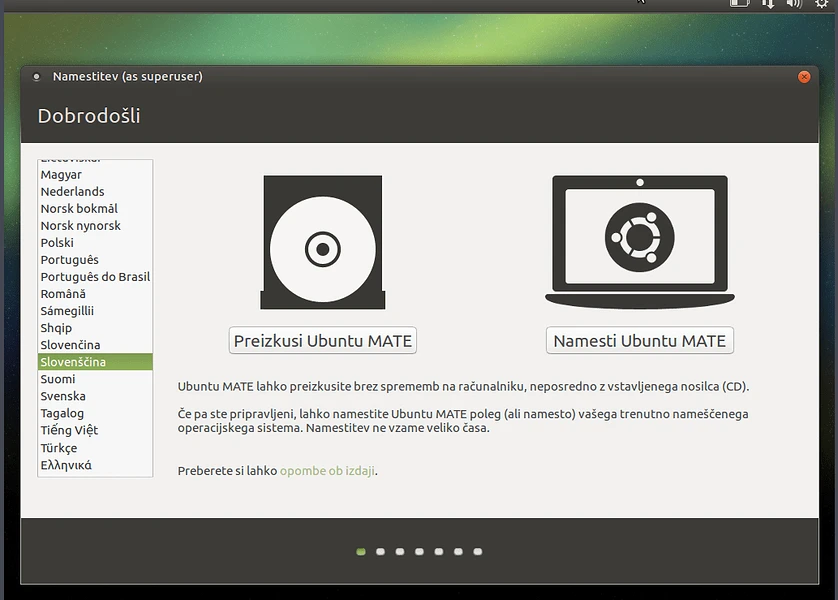 Namestitev (as superuser)
Dobrodošli
Magyar
Nederlands
Norsk bokmål
Norsk nynorsk
Polski
Português
Português do Brasil
Română
Sámegillii
Shqip
Slovenčina
Slovenščina
Suomi
Svenska
Tagalog
Tiếng Việt
Türkçe
Ελληνικά
Preizkusi Ubuntu MATE
Namesti Ubuntu MATE
Ubuntu MATE lahko preizkusite brez sprememb na računalniku, neposredno z vstavljenega nosilca (CD).
Če pa ste pripravljeni, lahko namestite Ubuntu MATE poleg (ali namesto) vašega trenutno nameščenega
operacijskega sistema. Namestitev ne vzame veliko časa.
Preberete si lahko opombe ob izdaji.